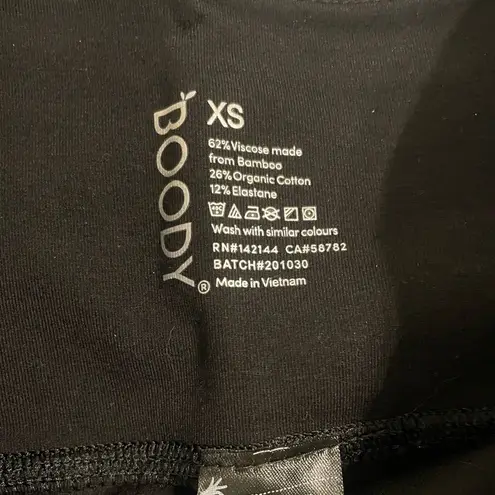 BOODY®
XS
62% Viscose made
from Bamboo
26% Organic Cotton
12% Elastane
Wash with similar colours
RN#142144 CA#58782
BATCH#201030
Made in Vietnam